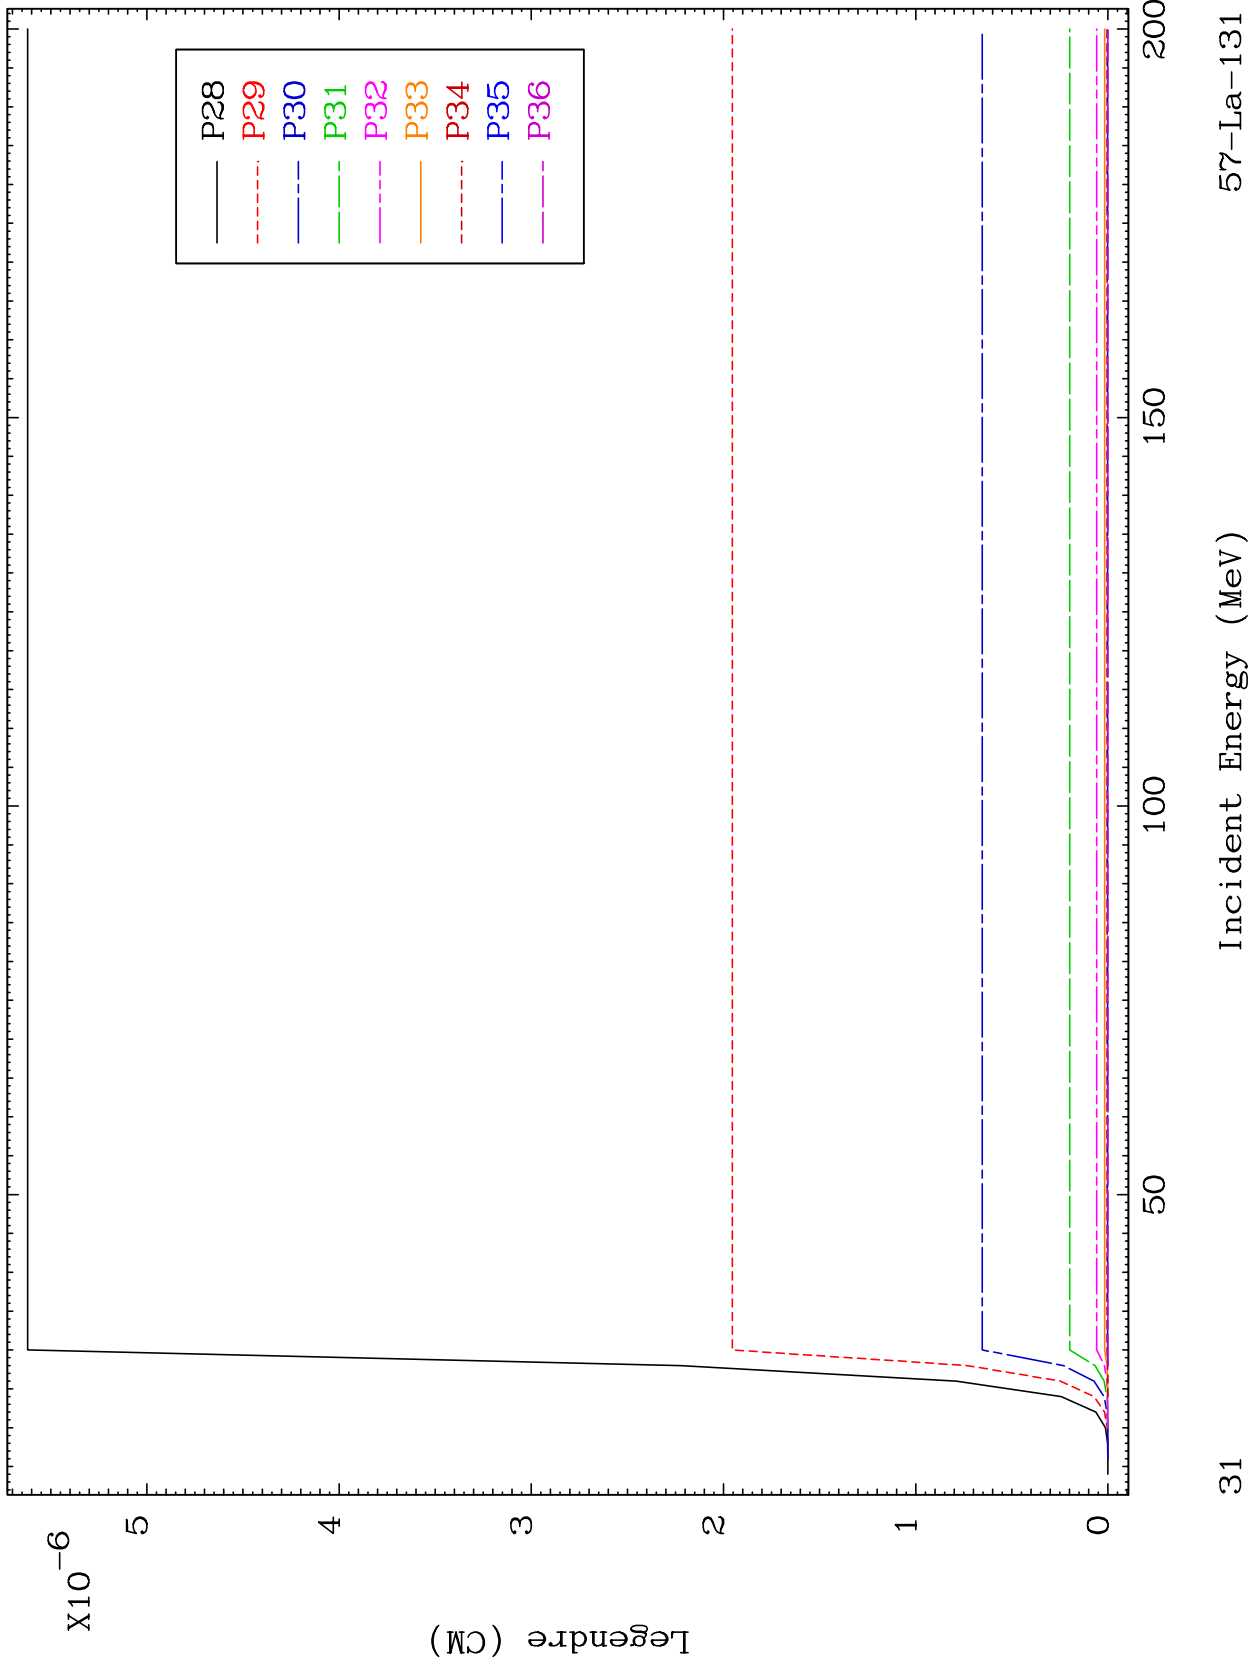 X10^-6
Legendre (CM)
5
4
3
2
1
0
P28
P29
P30
P31
P32
P33
P34
P35
P36
50
100
150
200
Incident Energy (MeV)
31
57-La-131